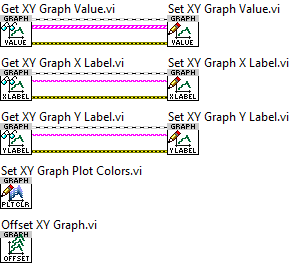 Get XY Graph Value.vi Set XY Graph Value.vi
GRAPH GRAPH
VALUE VALUE
Get XY Graph X Label.vi Set XY Graph X Label.vi
GRAPH GRAPH
XLABEL XLABEL
Get XY Graph Y Label.vi Set XY Graph Y Label.vi
GRAPH GRAPH
YLABEL YLABEL
Set XY Graph Plot Colors.vi
GRAPH
PLTCLR
Offset XY Graph.vi
GRAPH
OFFSET